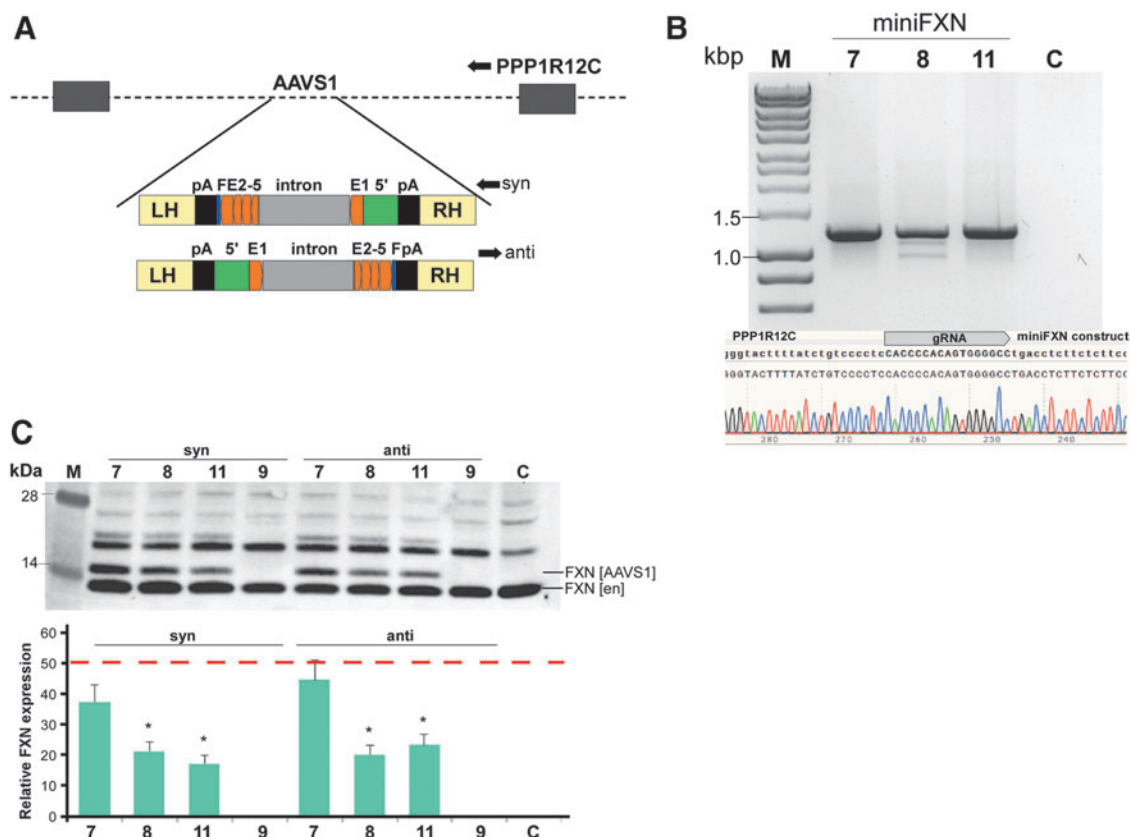 A
PPP1R12C
AAVS1
pA FE2-5 intron E1 5' pA
syn
LH RH
pA 5' E1 intron E2-5 FpA
anti
LH RH
B
miniFXN
kbp M 7 8 11 C
1.5
1.0
PPP1R12C gRNA miniFXN construct
gggtacttttatctgtcccctcCACCCCACAGTGGGGCCtgacctcttctcttcc
GGGTACTTTTATCTGTCCCCTCCACCCCACAGTGGGGCCTGACCTCTTCTCTTCC
280 270 260 250 240
C
syn anti
kDa M 7 8 11 9 7 8 11 9 C
28
14
FXN [AAVS1]
FXN [en]
syn anti
Relative FXN expression
60
50
40
30
20
10
0
* * * *
7 8 11 9 7 8 11 9 C